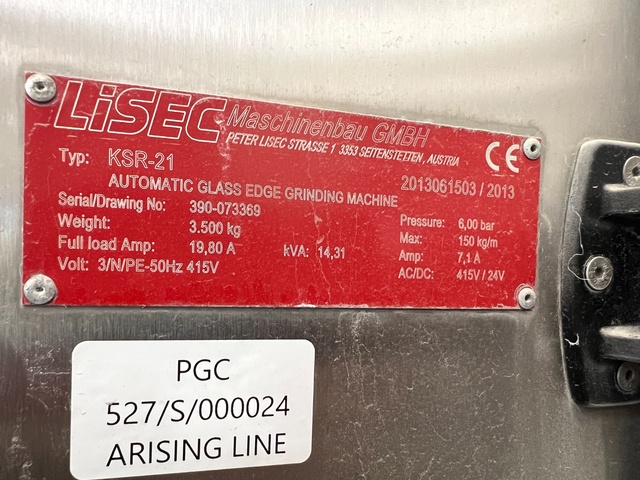 LiSEC Maschinenbau GMBH
PETER LISEC STRASSE 1 3353 SEITENSTETTEN, AUSTRIA
CE
Typ: KSR-21
2013061503 / 2013
AUTOMATIC GLASS EDGE GRINDING MACHINE
Serial/Drawing No: 390-073369
Weight: 3.500 kg
Full load Amp: 19,80 A kVA: 14,31
Volt: 3/N/PE-50Hz 415V
Pressure: 6,00 bar
Max: 150 kg/m
Amp: 7,1 A
AC/DC: 415V / 24V
PGC
527/S/000024
ARISING LINE